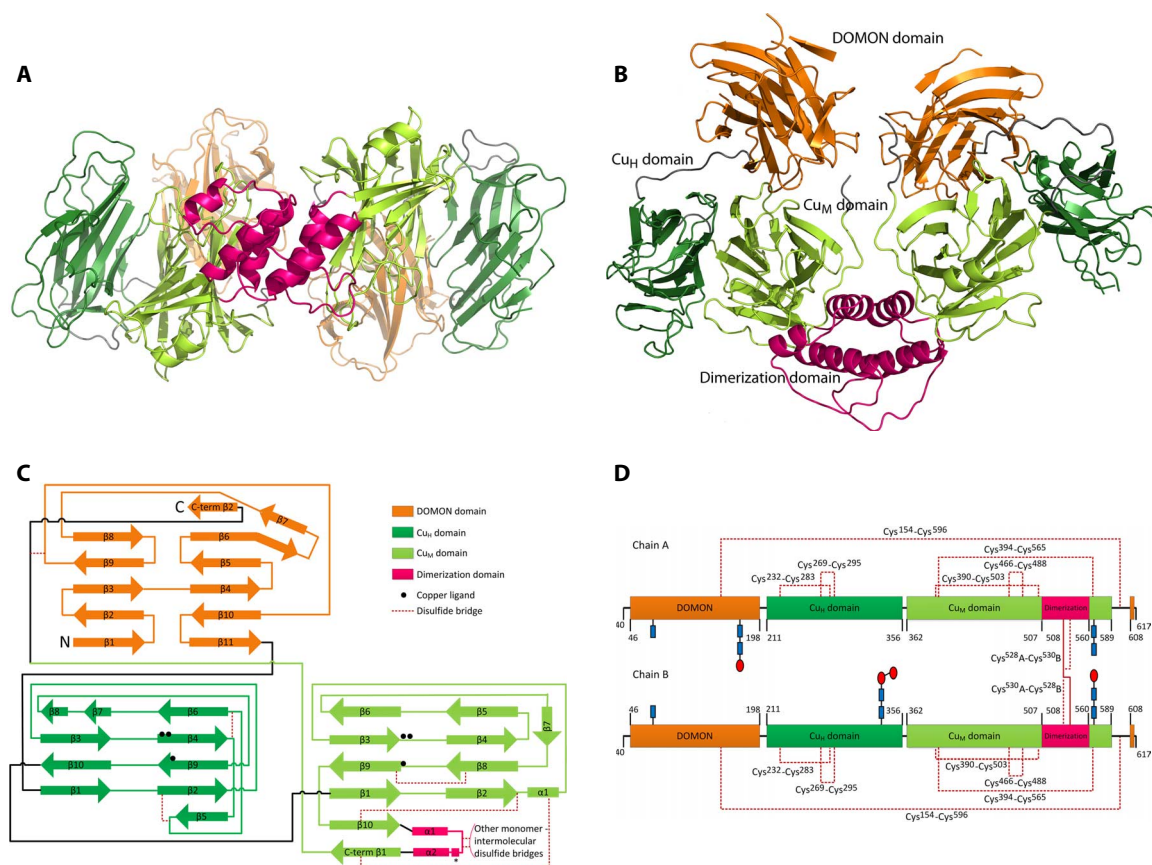 A
B
DOMON domain
CuH domain
CuM domain
Dimerization domain
C
C
C-term β2
β7
β8
β6
β9
β5
β3
β4
β2
β10
N
β1
β11
DOMON domain
CuH domain
CuM domain
Dimerization domain
Copper ligand
Disulfide bridge
β8
β7
β6
β3
β4
β10
β9
β1
β2
β5
β6
β5
β7
β3
β4
β9
β8
β1
β2
α1
β10
α1
C-term β1
α2
*
Other monomer -
intermolecular
disulfide bridges
D
Cys154-Cys596
Chain A
Cys394-Cys565
Cys269-Cys295
Cys466-Cys488
Cys232-Cys283
Cys390-Cys503
DOMON
CuH domain
CuM domain
Dimerization
40
46
198
211
356
362
507
508
560
589
608
617
Cys528A-Cys530B
Chain B
Cys530A-Cys528B
46
198
211
356
362
507
508
560
589
608
DOMON
CuH domain
CuM domain
Dimerization
40
617
Cys232-Cys283
Cys390-Cys503
Cys269-Cys295
Cys466-Cys488
Cys394-Cys565
Cys154-Cys596